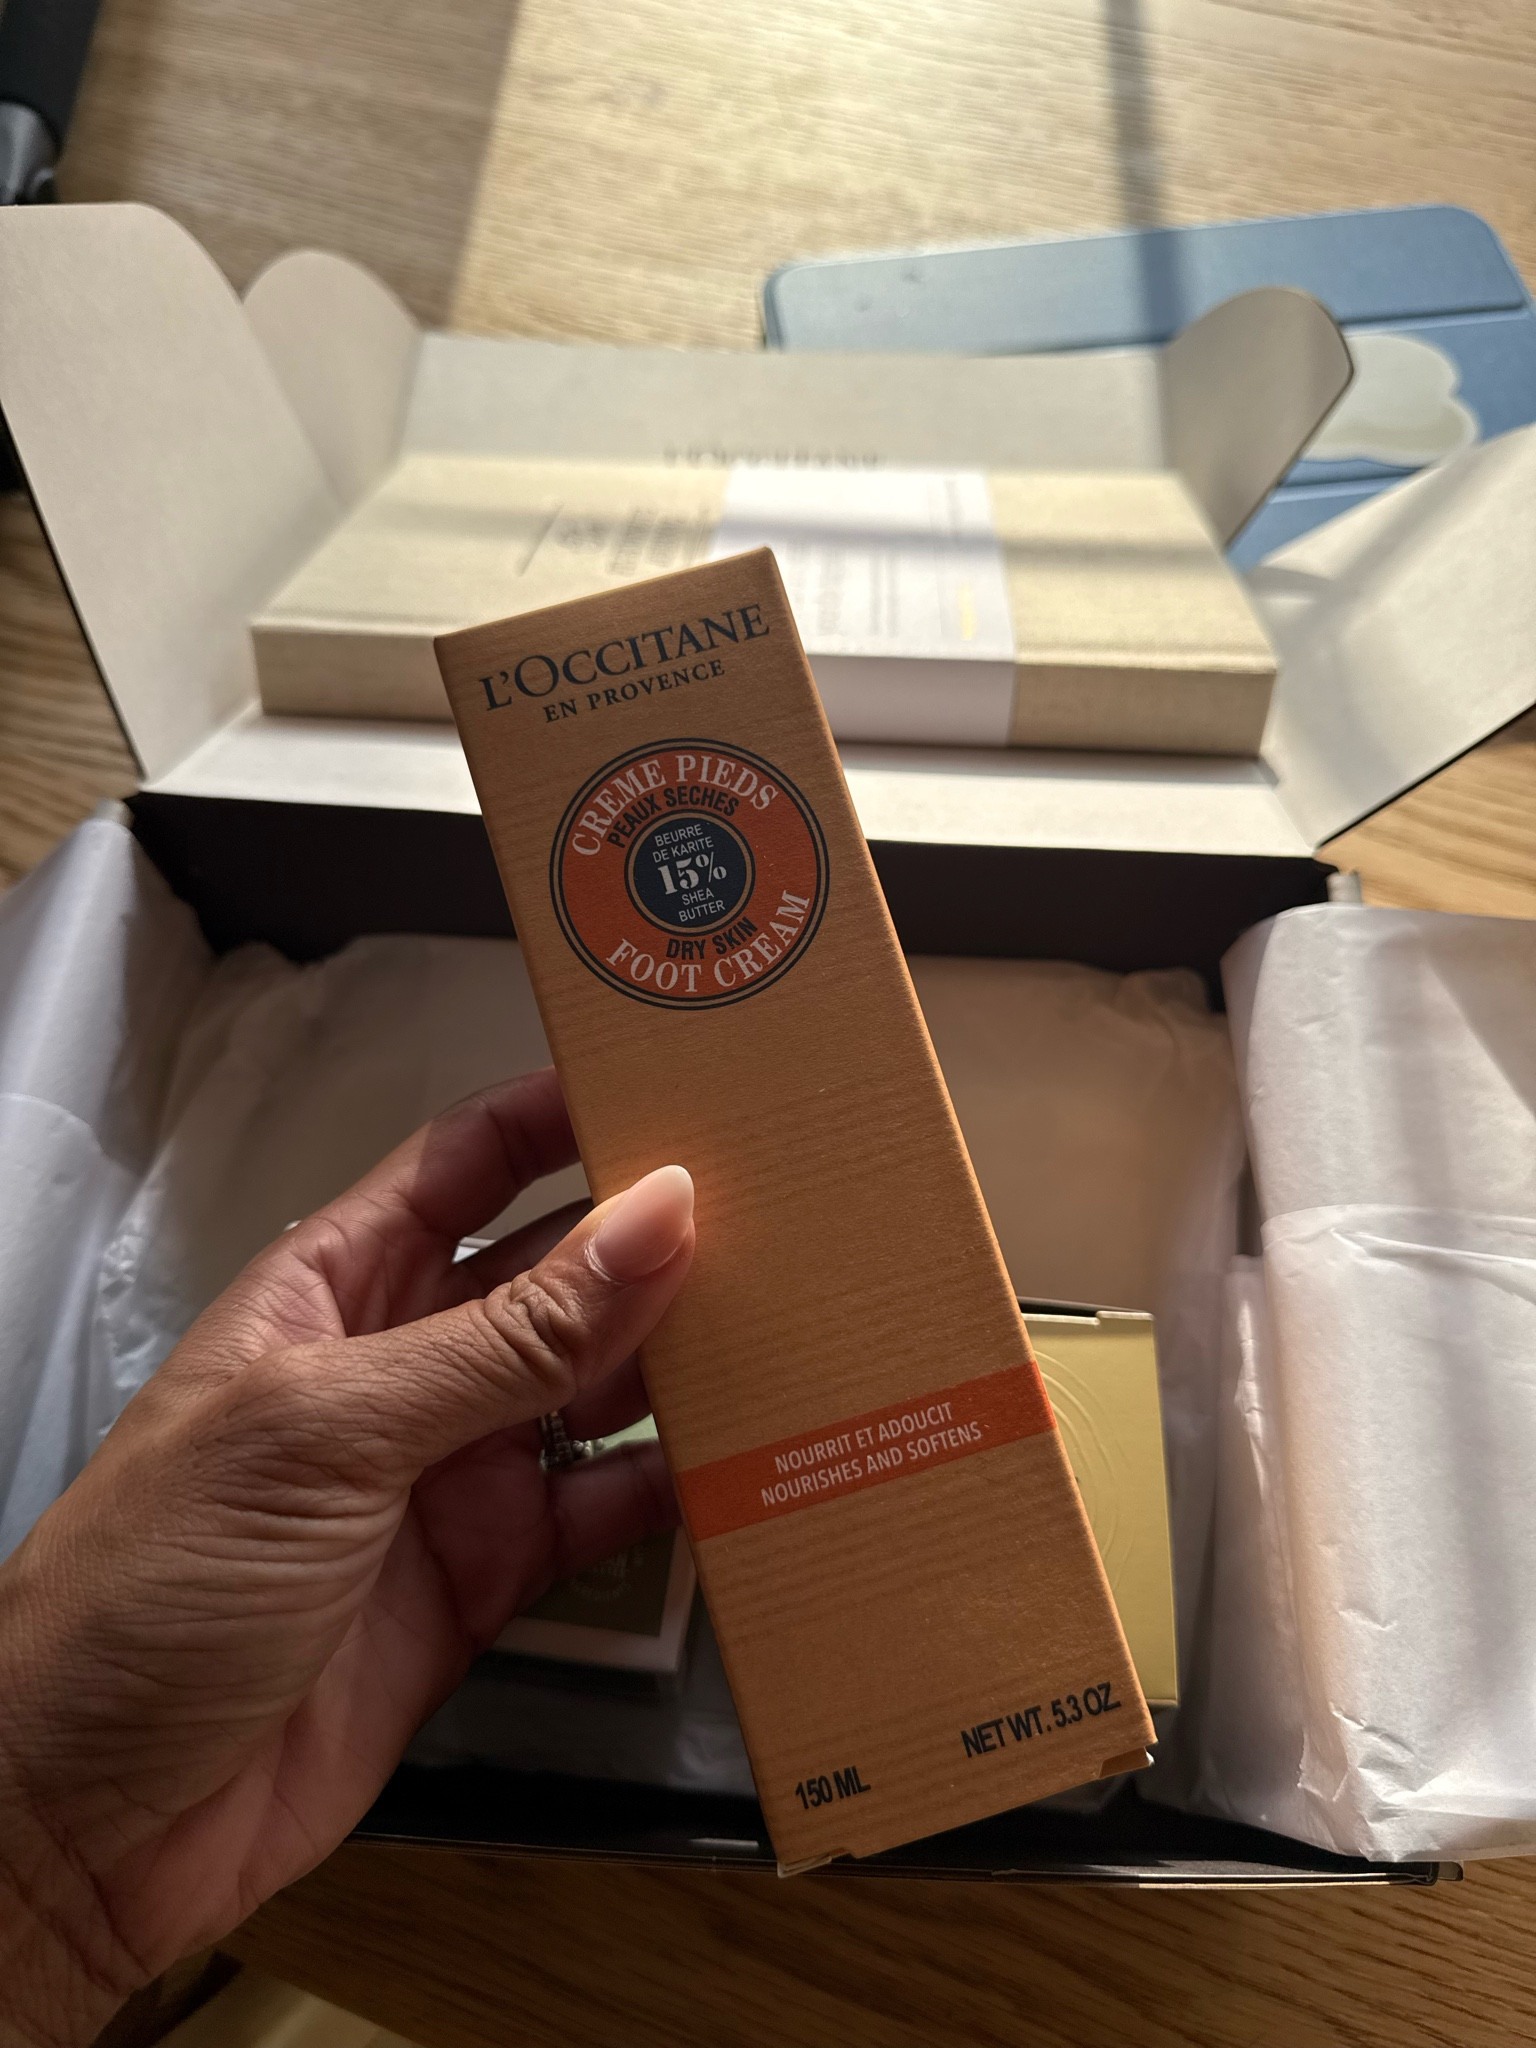 L'OCCITANE
L'OCCITANE
EN PROVENCE
CREME PIEDS
PEAUX SECHES
BEURRE
DE KARITE
15%
SHEA
BUTTER
DRY SKIN
FOOT CREAM
NOURRIT ET ADOUCIT
NOURISHES AND SOFTENS
150 ML
NET WT. 5.3 OZ.